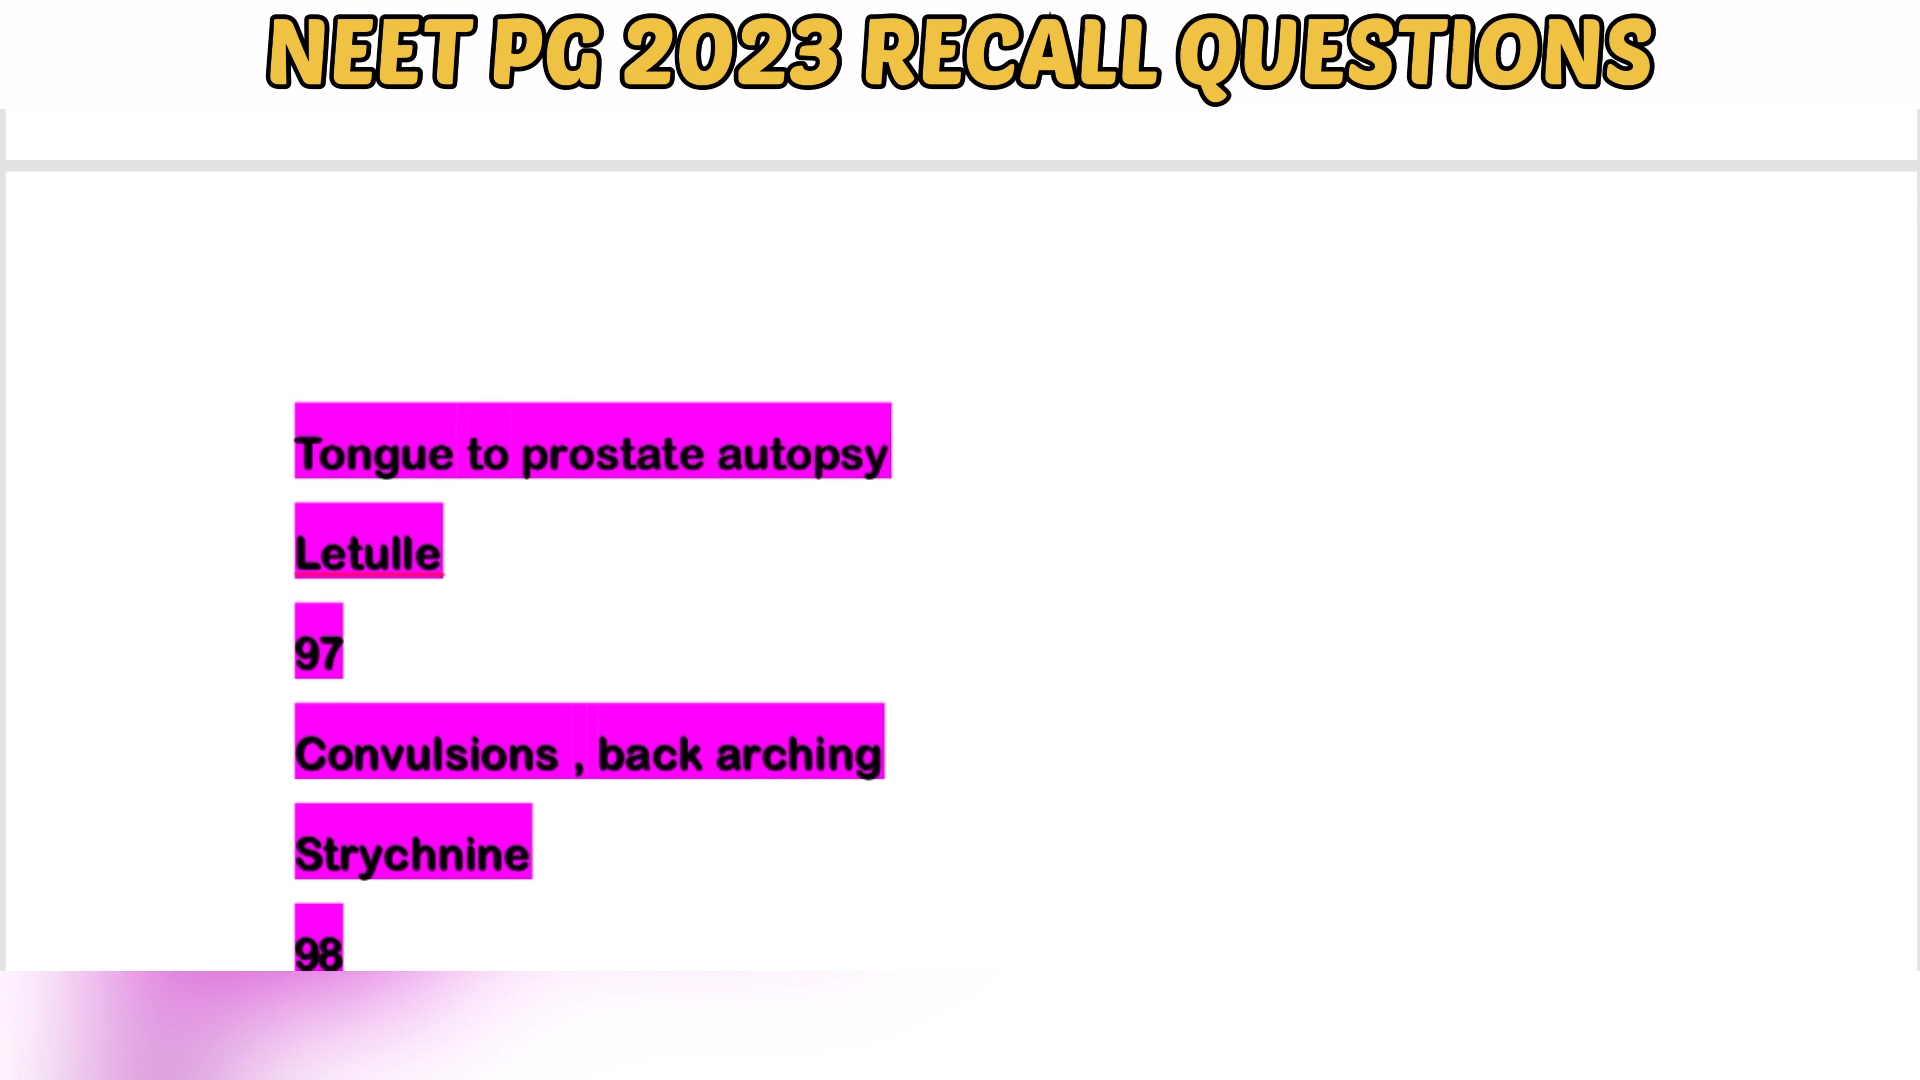 NEET PG 2023 RECALL QUESTIONS
Tongue to prostate autopsy
Letulle
97
Convulsions , back arching
Strychnine
98